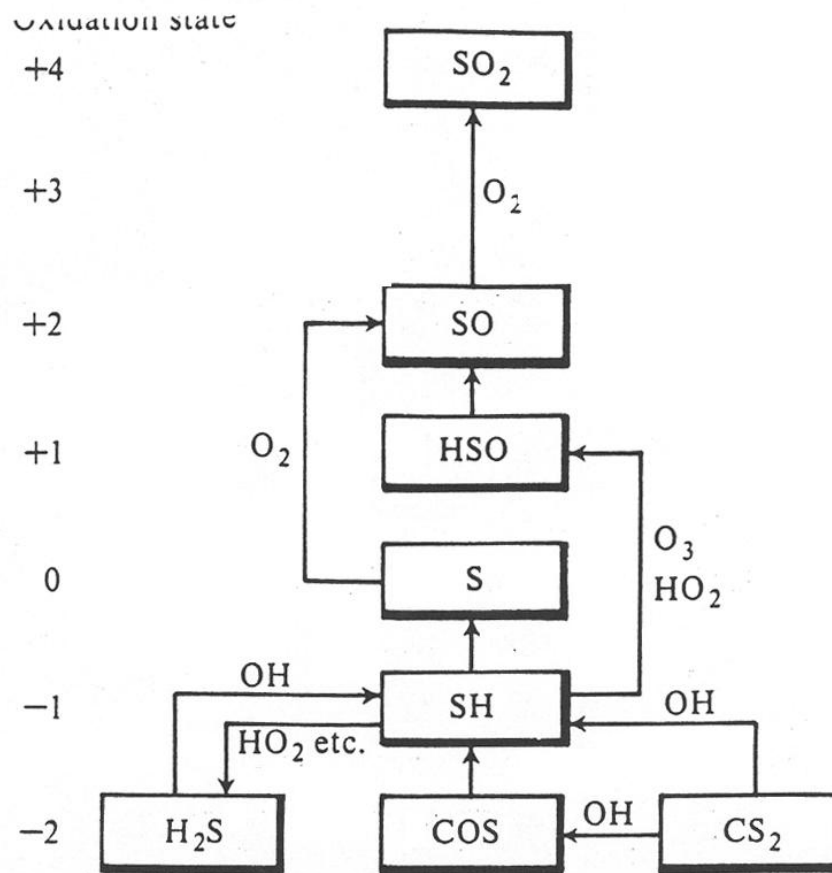 Oxidation state
+4
SO₂
+3
O₂
+2
SO
+1
O₂
HSO
O₃
0
S
HO₂
OH
−1
SH
OH
HO₂ etc.
−2
H₂S
COS
OH
CS₂